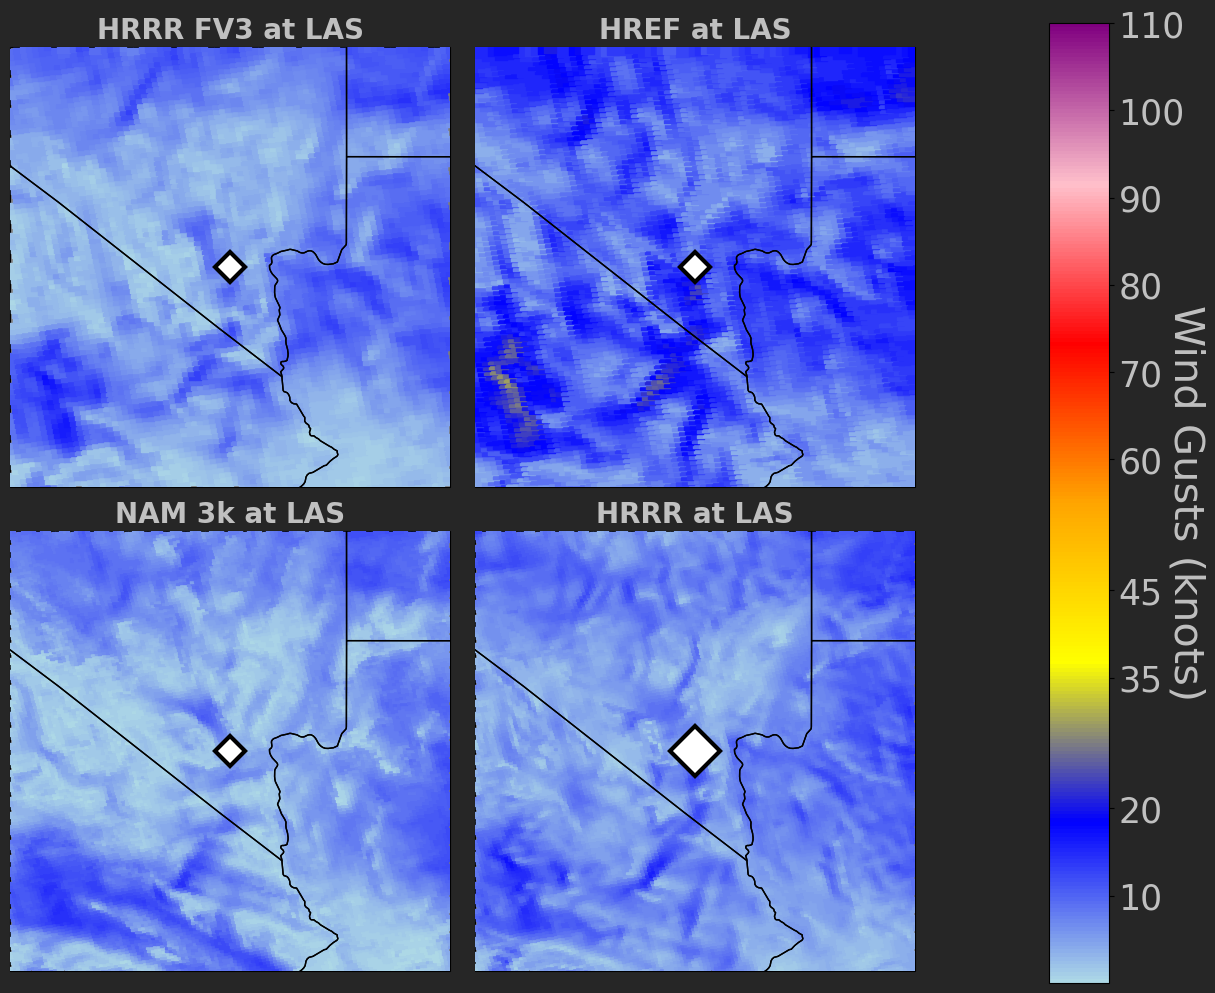 HRRR FV3 at LAS
HREF at LAS
NAM 3k at LAS
HRRR at LAS
110
100
90
80
70
60
45
35
20
10
Wind Gusts (knots)